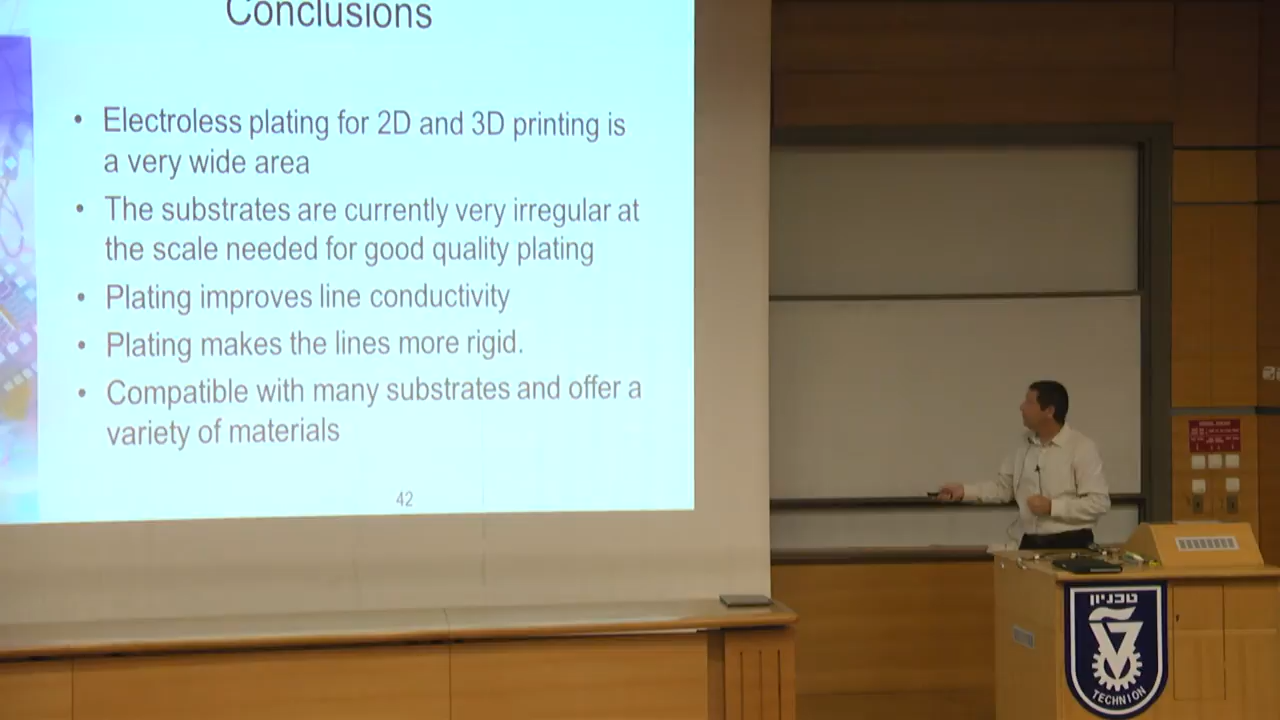 Conclusions
• Electroless plating for 2D and 3D printing is
a very wide area
• The substrates are currently very irregular at
the scale needed for good quality plating
• Plating improves line conductivity
• Plating makes the lines more rigid.
• Compatible with many substrates and offer a
variety of materials
42
טכניון
TECHNION